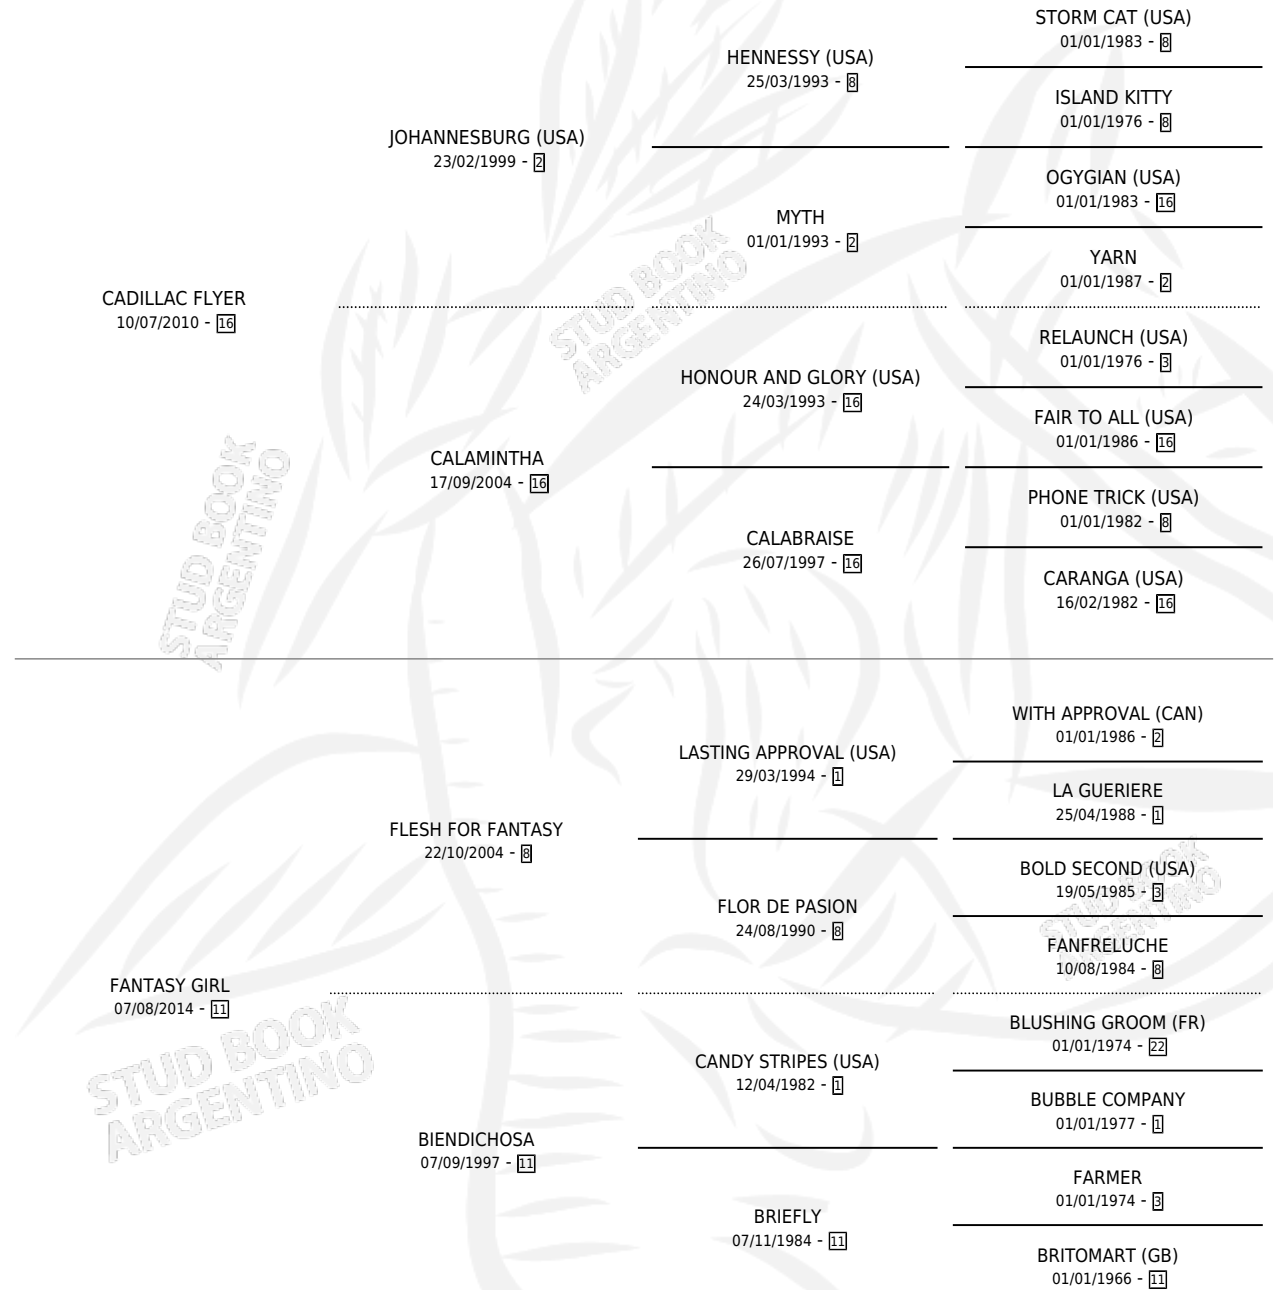 STORM CAT (USA)
01/01/1983 - 8
HENNESSY (USA)
25/03/1993 - 8
ISLAND KITTY
01/01/1976 - 8
JOHANNESBURG (USA)
23/02/1999 - 2
OGYGIAN (USA)
01/01/1983 - 16
MYTH
01/01/1993 - 2
YARN
01/01/1987 - 2
CADILLAC FLYER
10/07/2010 - 16
RELAUNCH (USA)
01/01/1976 - 3
HONOUR AND GLORY (USA)
24/03/1993 - 16
FAIR TO ALL (USA)
01/01/1986 - 16
CALAMINTHA
17/09/2004 - 16
PHONE TRICK (USA)
01/01/1982 - 8
CALABRAISE
26/07/1997 - 16
CARANGA (USA)
16/02/1982 - 16
STUD BOOK
ARGENTINO
STUD BOOK
ARGENTINO
WITH APPROVAL (CAN)
01/01/1986 - 2
LASTING APPROVAL (USA)
29/03/1994 - 1
LA GUERIERE
25/04/1988 - 1
FLESH FOR FANTASY
22/10/2004 - 8
BOLD SECOND (USA)
19/05/1985 - 3
FLOR DE PASION
24/08/1990 - 8
FANFRELUCHE
10/08/1984 - 8
FANTASY GIRL
07/08/2014 - 11
BLUSHING GROOM (FR)
01/01/1974 - 22
CANDY STRIPES (USA)
12/04/1982 - 1
BUBBLE COMPANY
01/01/1977 - 1
BIENDICHOSA
07/09/1997 - 11
FARMER
01/01/1974 - 3
BRIEFLY
07/11/1984 - 11
BRITOMART (GB)
01/01/1966 - 11
STUD BOOK
ARGENTINO
STUD BOOK
ARGENTINO